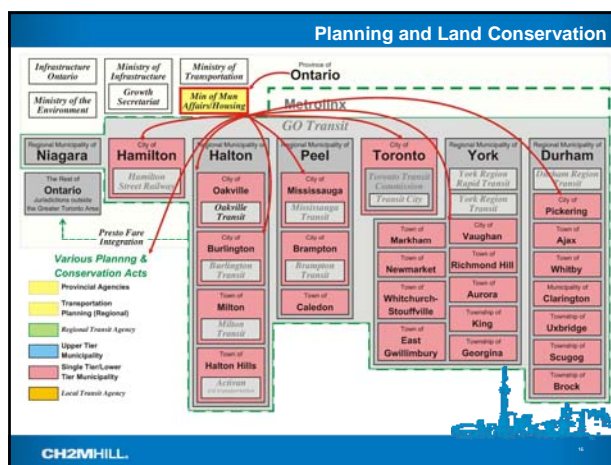 Planning and Land Conservation
Infrastructure
Ontario
Ministry of
Infrastructure
Ministry of
Transportation
Province of
Ontario
Ministry of the
Environment
Growth
Secretariat
Min of Mun
Affairs/Housing
Metrolinx
GO Transit
Regional Municipality of
Niagara
City of
Hamilton
Regional Municipality of
Halton
Regional Municipality of
Peel
City of
Toronto
Regional Municipality of
York
Regional Municipality of
Durham
The Rest of
Ontario
Jurisdictions outside
the Greater Toronto Area
Hamilton
Street Railway
City of
Oakville
Oakville
Transit
City of
Mississauga
Mississauga
Transit
Toronto Transit
Commission
Transit City
York Region
Rapid Transit
York Region
Transit
Durham Region
Transit
City of
Pickering
Presto Fare
Integration
City of
Burlington
Burlington
Transit
City of
Brampton
Brampton
Transit
Town of
Markham
City of
Vaughan
Town of
Ajax
Town of
Newmarket
Town of
Richmond Hill
Town of
Whitby
Town of
Milton
Milton
Transit
Town of
Caledon
Town of
Whitchurch-
Stouffville
Town of
Aurora
Municipality of
Clarington
Township of
King
Township of
Uxbridge
Town of
Halton Hills
Activan
Town of
East
Gwillimbury
Township of
Georgina
Township of
Scugog
Township of
Brock
Various Plannng &
Conservation Acts
Provincial Agencies
Transportation
Planning (Regional)
Regional Transit Agency
Upper Tier
Municipality
Single Tier/Lower
Tier Municipality
Local Transit Agency
CH2MHILL.